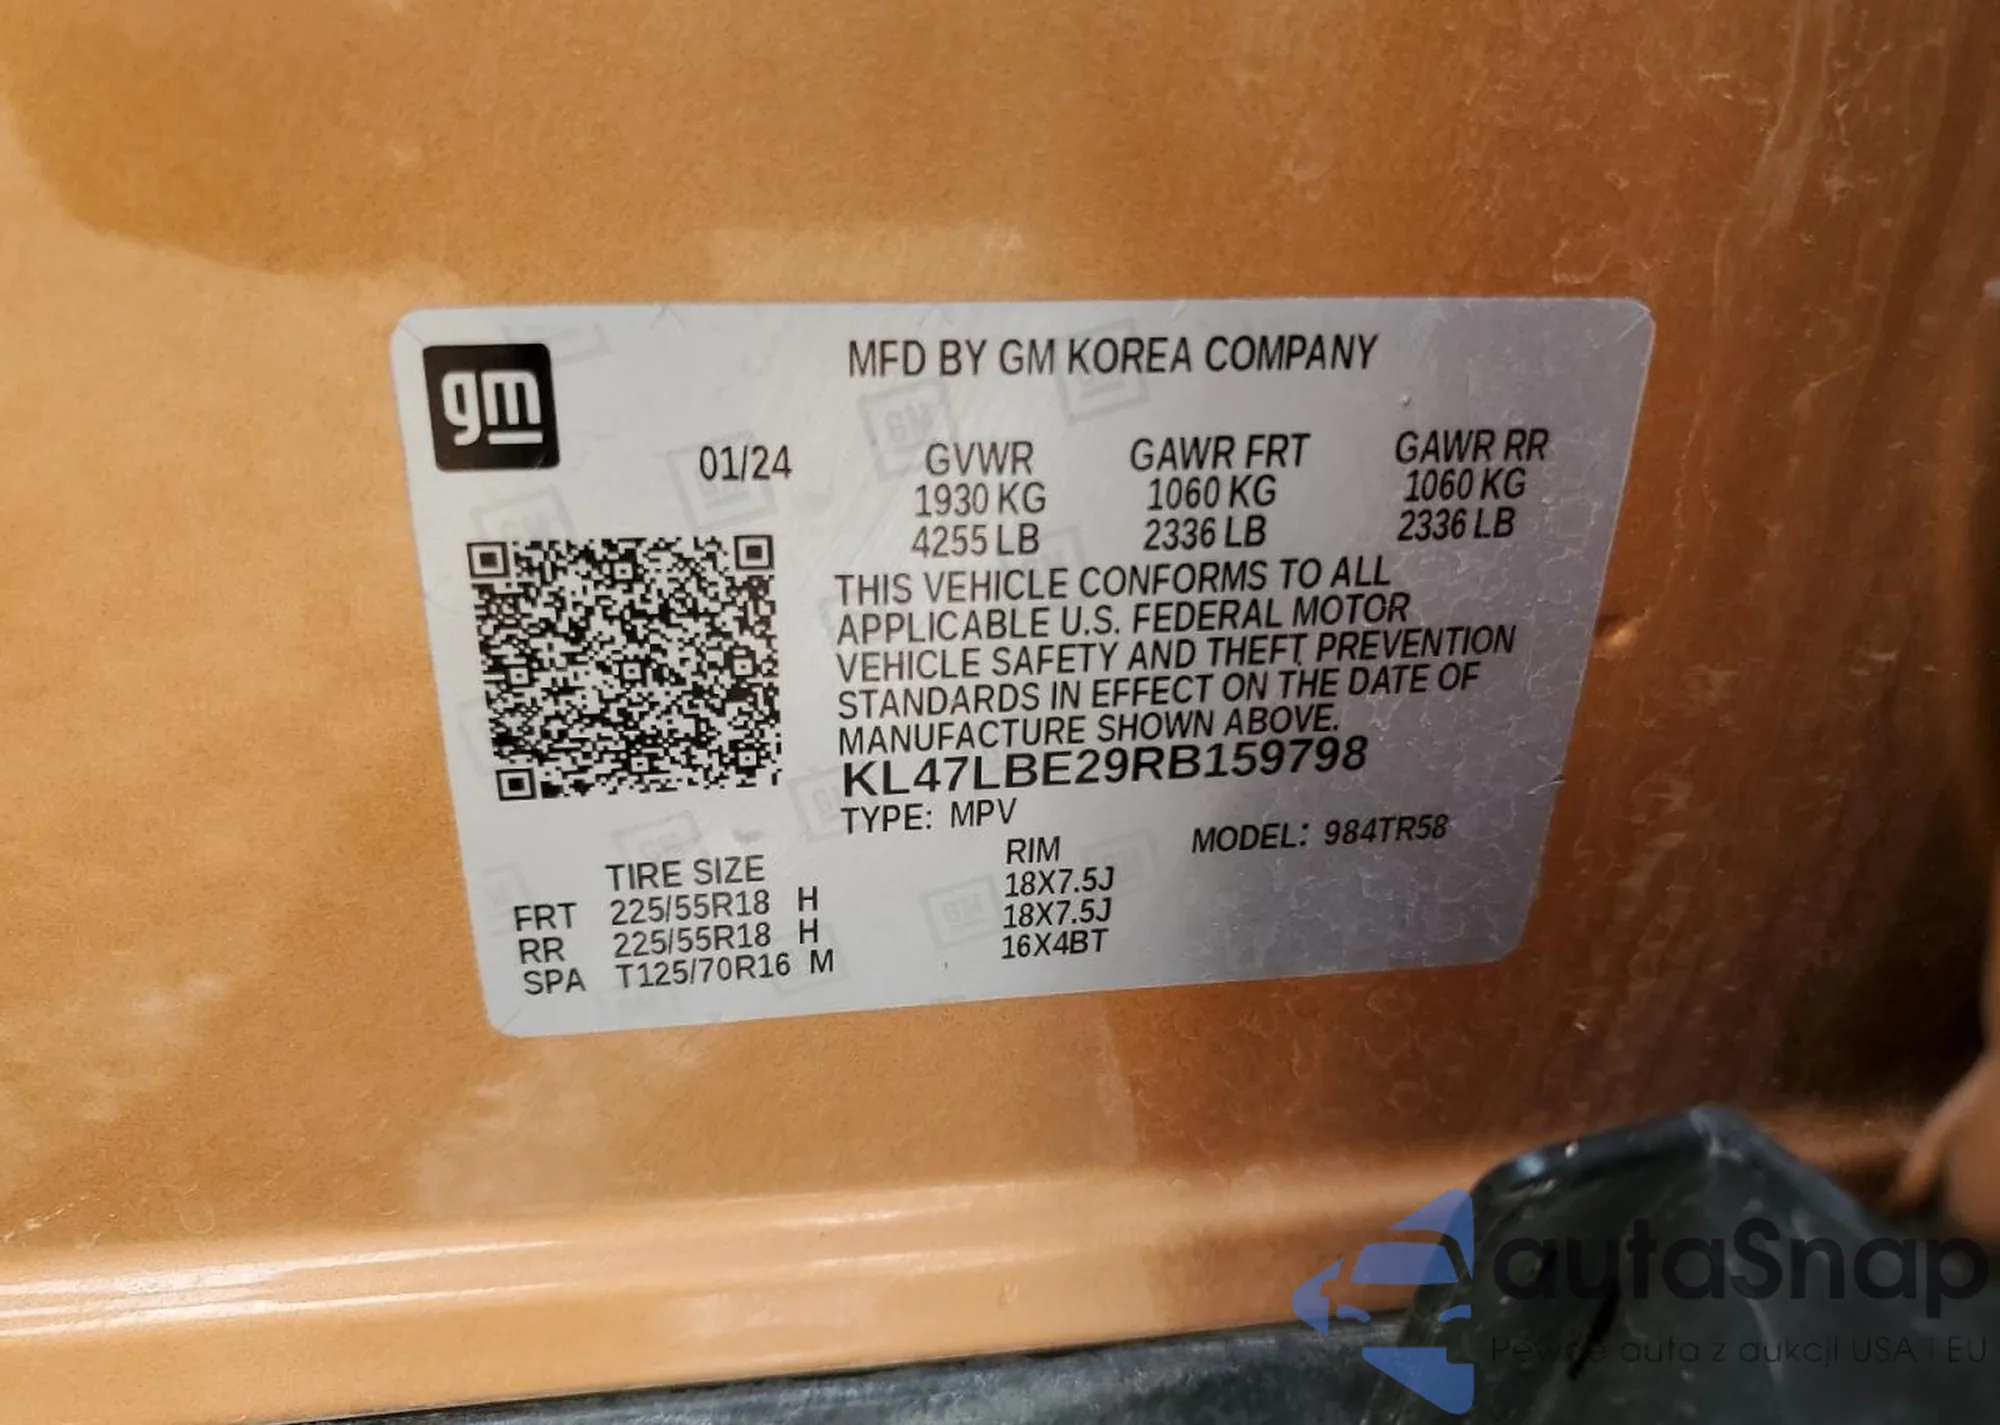 gm
MFD BY GM KOREA COMPANY
01/24 GVWR GAWR FRT GAWR RR
1930 KG 1060 KG 1060 KG
4255 LB 2336 LB 2336 LB
THIS VEHICLE CONFORMS TO ALL
APPLICABLE U.S. FEDERAL MOTOR
VEHICLE SAFETY AND THEFT PREVENTION
STANDARDS IN EFFECT ON THE DATE OF
MANUFACTURE SHOWN ABOVE.
KL47LBE29RB159798
TYPE: MPV
MODEL: 984TR58
TIRE SIZE RIM
FRT 225/55R18 H 18X7.5J
RR 225/55R18 H 18X7.5J
SPA T125/70R16 M 16X4BT
autaSnap
Pewne auta z aukcji USA i EU